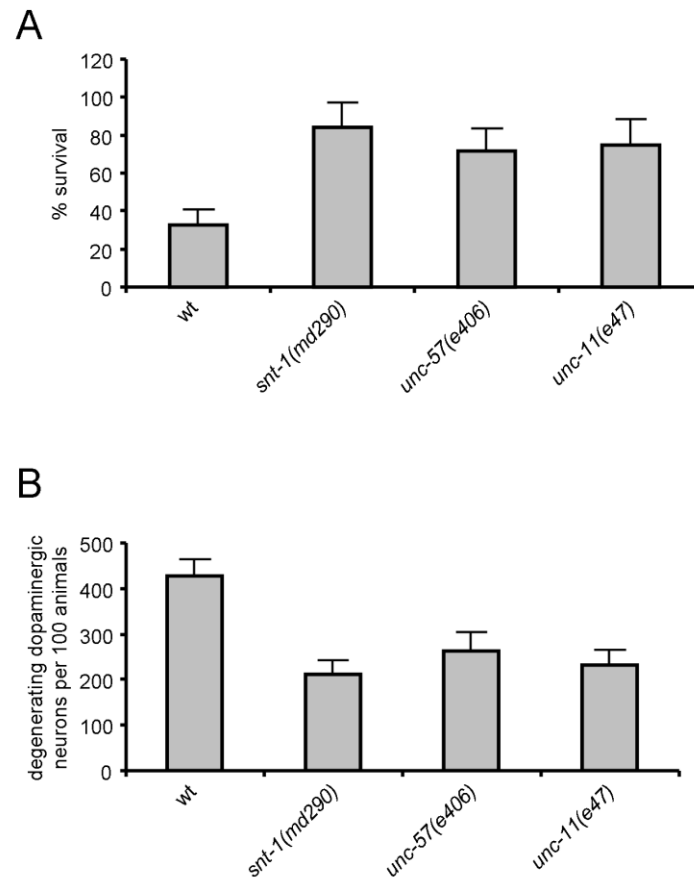 A
120
100
80
60
40
20
0
% survival
wt
snt-1(md290)
unc-57(e406)
unc-11(e47)
B
500
400
300
200
100
0
degenerating dopaminergic
neurons per 100 animals
wt
snt-1(md290)
unc-57(e406)
unc-11(e47)